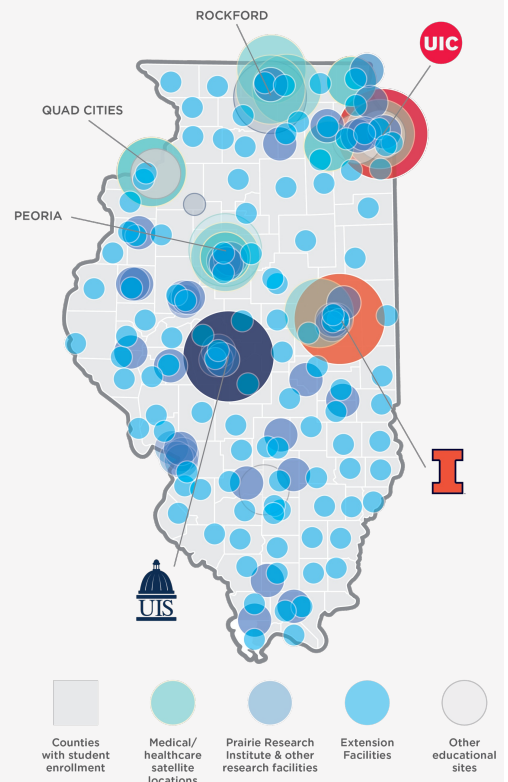 ROCKFORD
UIC
QUAD CITIES
PEORIA
I
UIS
Counties
with student
enrollment
Medical/
healthcare
satellite
locations
Prairie Research
Institute & other
research facilities
Extension
Facilities
Other
educational
sites